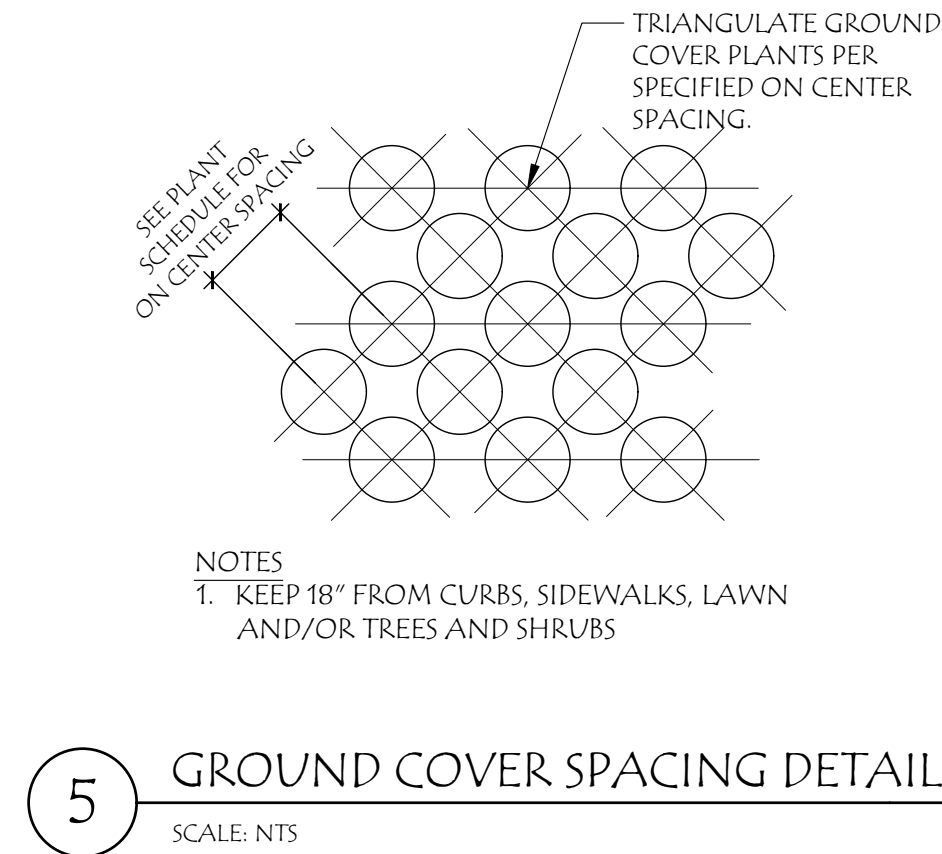 TRIANGULATE GROUND
COVER PLANTS PER
SPECIFIED ON CENTER
SPACING.
SEE PLANT
SCHEDULE FOR
ON CENTER SPACING
NOTES
1. KEEP 18" FROM CURBS, SIDEWALKS, LAWN
AND/OR TREES AND SHRUBS
5
GROUND COVER SPACING DETAIL
SCALE: NTS